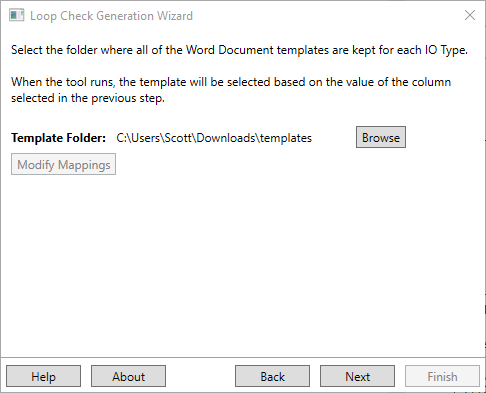 Loop Check Generation Wizard
Select the folder where all of the Word Document templates are kept for each IO Type.
When the tool runs, the template will be selected based on the value of the column
selected in the previous step.
Template Folder: C:\Users\Scott\Downloads\templates Browse
Modify Mappings
Help About Back Next Finish